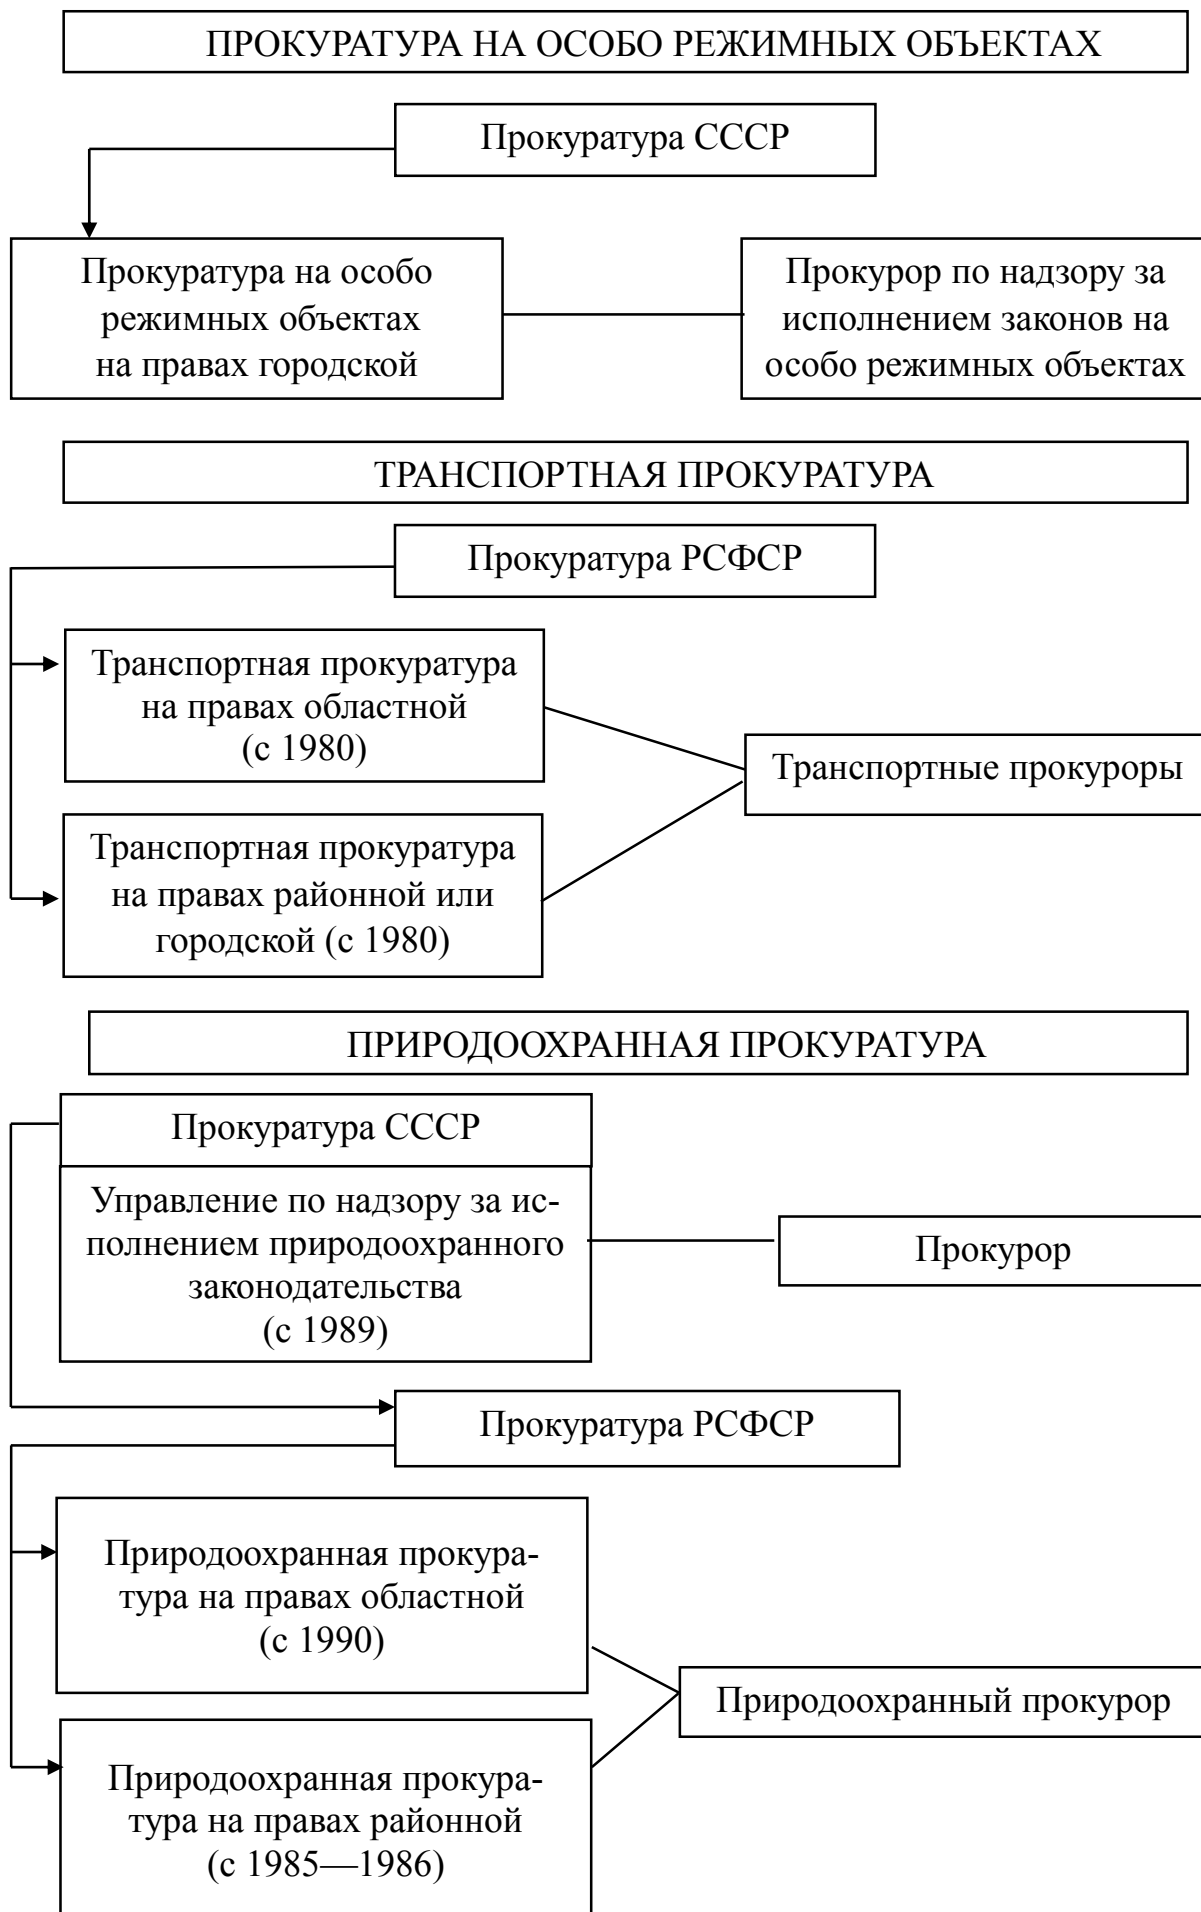 ПРОКУРАТУРА НА ОСОБО РЕЖИМНЫХ ОБЪЕКТАХ
Прокуратура СССР
Прокуратура на особо
режимных объектах
на правах городской
Прокурор по надзору за
исполнением законов на
особо режимных объектах
ТРАНСПОРТНАЯ ПРОКУРАТУРА
Прокуратура РСФСР
Транспортная прокуратура
на правах областной
(с 1980)
Транспортные прокуроры
Транспортная прокуратура
на правах районной или
городской (с 1980)
ПРИРОДООХРАННАЯ ПРОКУРАТУРА
Прокуратура СССР
Управление по надзору за ис-
полнением природоохранного
законодательства
(с 1989)
Прокурор
Прокуратура РСФСР
Природоохранная прокура-
тура на правах областной
(с 1990)
Природоохранный прокурор
Природоохранная прокура-
тура на правах районной
(с 1985—1986)